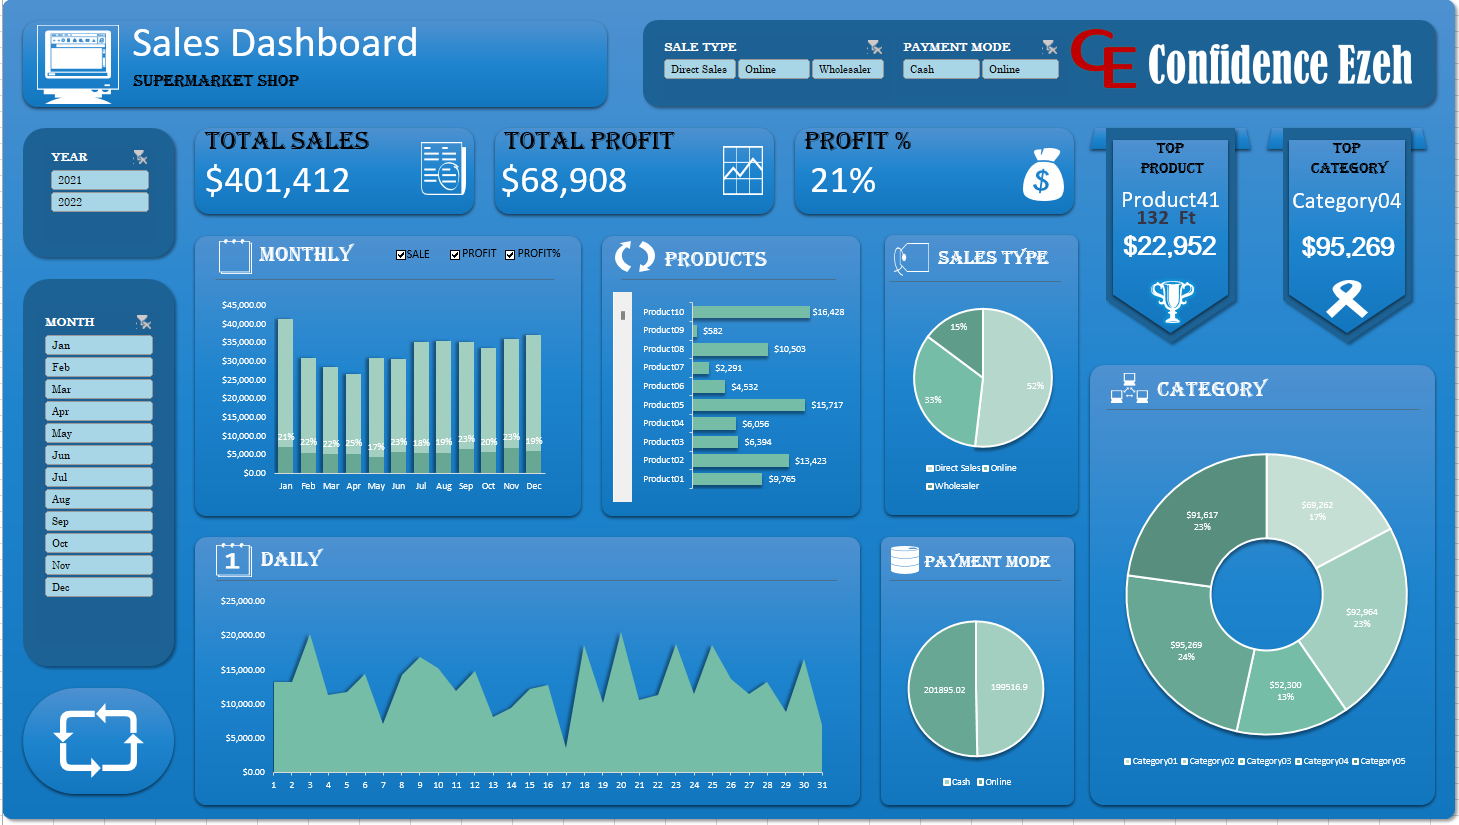 Sales Dashboard
SUPERMARKET SHOP
SALE TYPE
Direct Sales
Online
Wholesaler
PAYMENT MODE
Cash
Online
CE
Confidence Ezeh
YEAR
2021
2022
MONTH
Jan
Feb
Mar
Apr
May
Jun
Jul
Aug
Sep
Oct
Nov
Dec
TOTAL SALES
$401,412
TOTAL PROFIT
$68,908
PROFIT %
21%
$
TOP
PRODUCT
Product41
132 Ft
$22,952
TOP
CATEGORY
Category04
$95,269
MONTHLY
SALE
PROFIT
PROFIT%
$45,000.00
$40,000.00
$35,000.00
$30,000.00
$25,000.00
$20,000.00
$15,000.00
$10,000.00
$5,000.00
$0.00
21% 22% 22% 25% 17% 23% 18% 19% 23% 20% 23% 19%
Jan Feb Mar Apr May Jun Jul Aug Sep Oct Nov Dec
PRODUCTS
Product10 $16,428
Product09 $582
Product08 $10,503
Product07 $2,291
Product06 $4,532
Product05 $15,717
Product04 $6,056
Product03 $6,394
Product02 $13,423
Product01 $9,765
SALES TYPE
15%
52%
33%
Direct Sales Online
Wholesaler
CATEGORY
$69,262
17%
$91,617
23%
$92,964
23%
$95,269
24%
$52,300
13%
Category01 Category02 Category03 Category04 Category05
1
DAILY
$25,000.00
$20,000.00
$15,000.00
$10,000.00
$5,000.00
$0.00
1 2 3 4 5 6 7 8 9 10 11 12 13 14 15 16 17 18 19 20 21 22 23 24 25 26 27 28 29 30 31
PAYMENT MODE
201895.02
199516.9
Cash Online